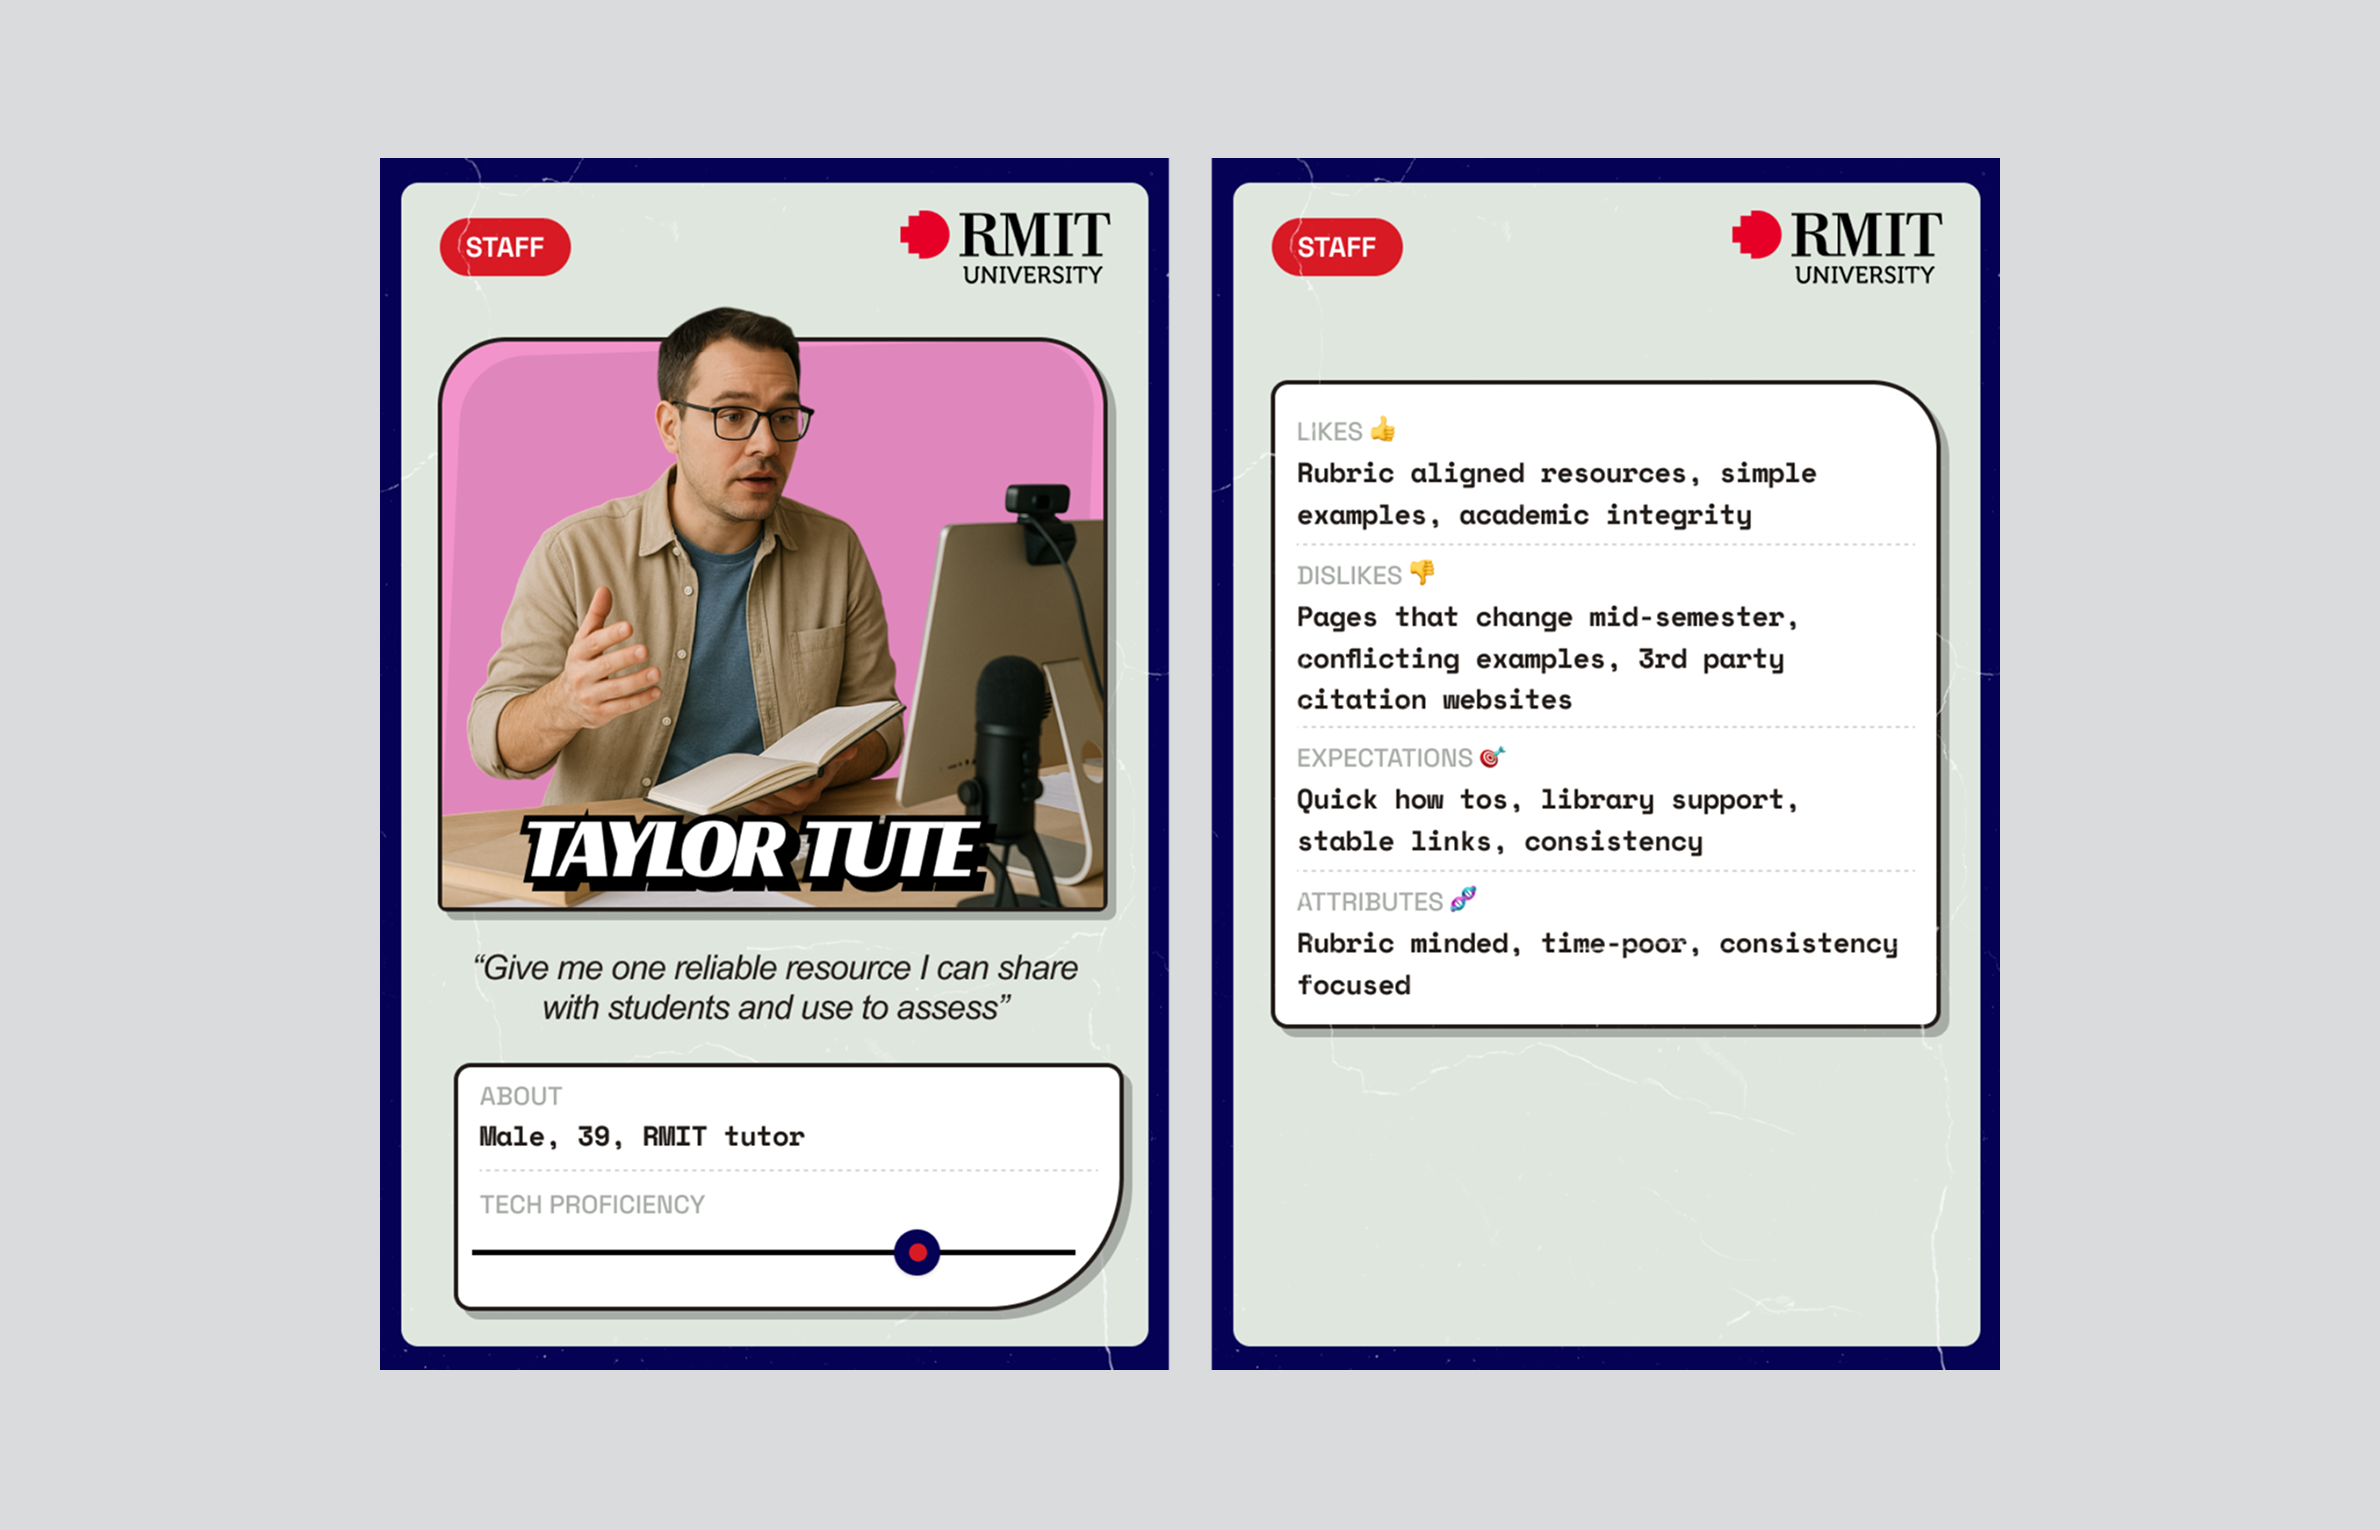 STAFF
RMIT
UNIVERSITY
TAYLOR TUTE
“Give me one reliable resource I can share
with students and use to assess”
ABOUT
Male, 39, RMIT tutor
TECH PROFICIENCY
STAFF
RMIT
UNIVERSITY
LIKES 👍
Rubric aligned resources, simple
examples, academic integrity
DISLIKES 👎
Pages that change mid-semester,
conflicting examples, 3rd party
citation websites
EXPECTATIONS 🎯
Quick how tos, library support,
stable links, consistency
ATTRIBUTES 🧬
Rubric minded, time-poor, consistency
focused